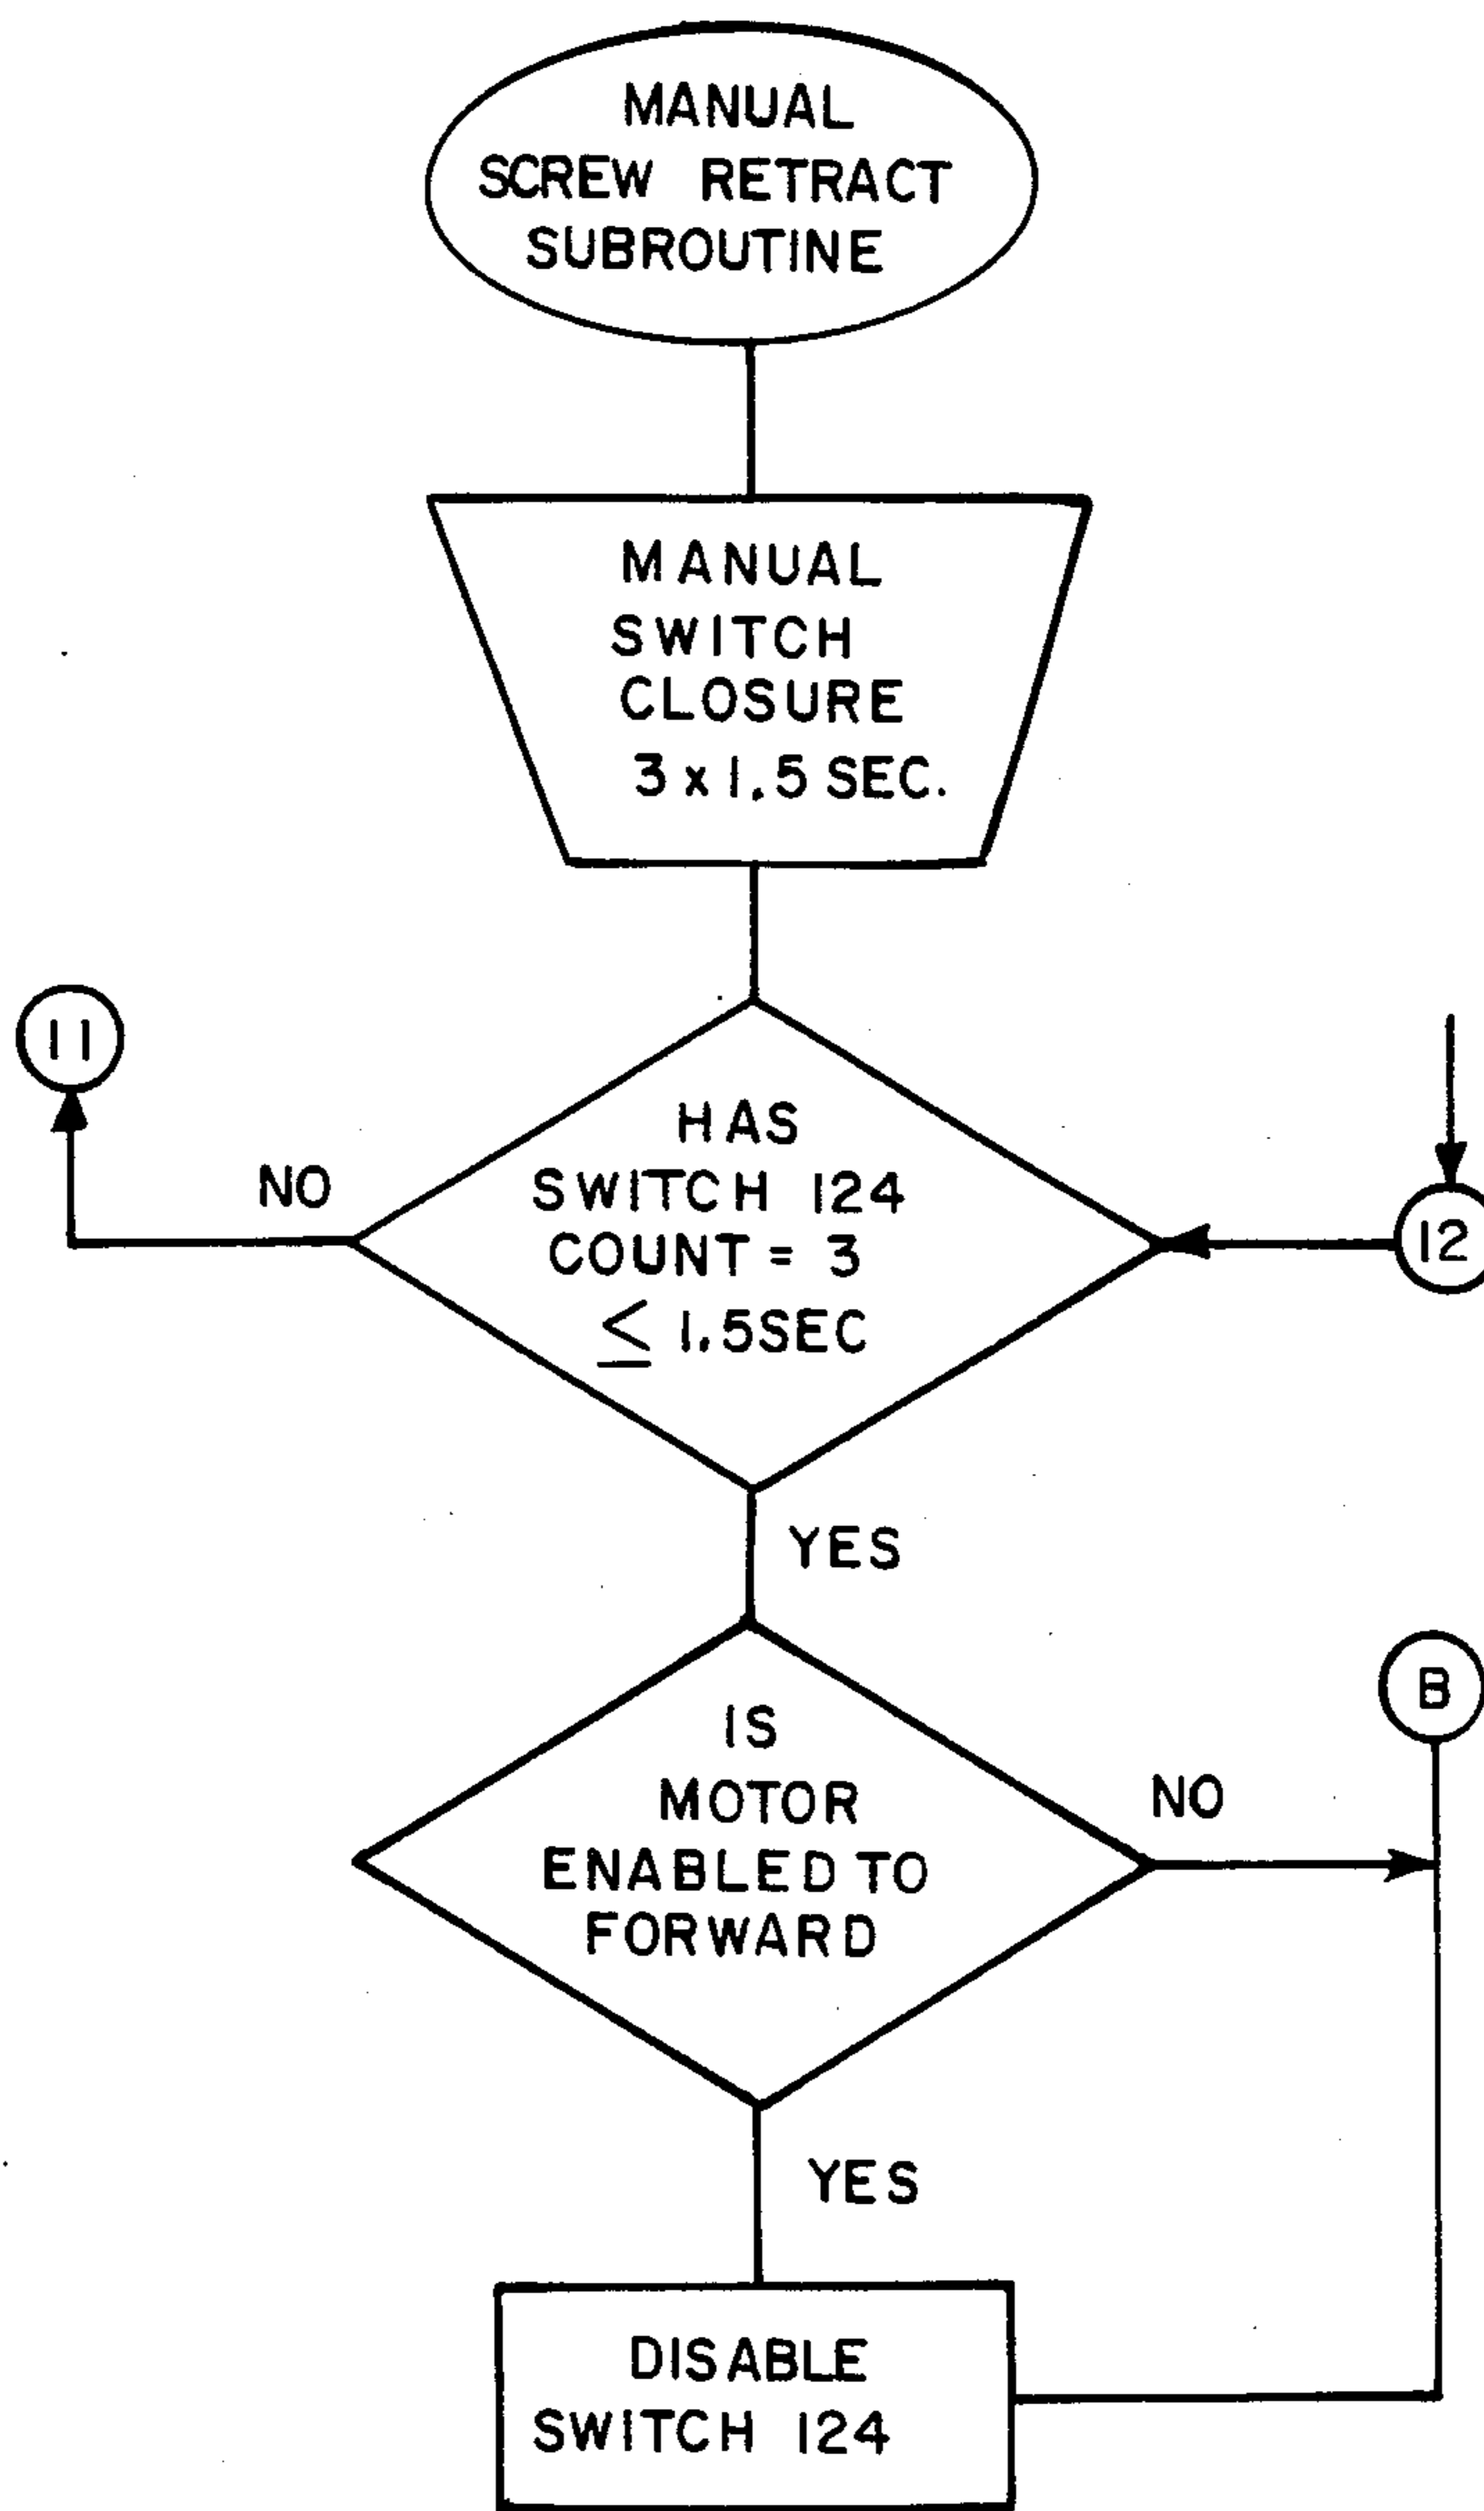 MANUAL
SCREW RETRACT
SUBROUTINE
MANUAL
SWITCH
CLOSURE
3 x 1.5 SEC.
11
HAS
SWITCH 124
COUNT = 3
≤ 1.5SEC
NO
12
YES
B
IS
MOTOR
ENABLED TO
FORWARD
NO
YES
DISABLE
SWITCH 124